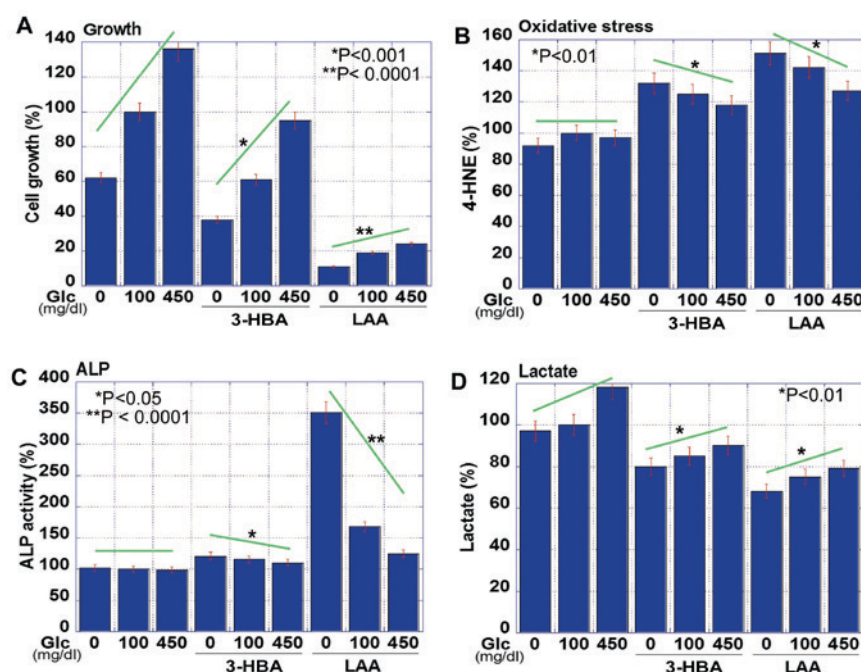 A Growth
*P<0.001
**P< 0.0001
Cell growth (%)
140
120
100
80
60
40
20
0
*
**
Glc 0 100 450 0 100 450 0 100 450
(mg/dl)
3-HBA LAA
B Oxidative stress
*P<0.01
4-HNE (%)
160
140
120
100
80
60
40
20
0
*
*
Glc 0 100 450 0 100 450 0 100 450
(mg/dl)
3-HBA LAA
C ALP
*P<0.05
**P < 0.0001
ALP activity (%)
400
350
300
250
200
150
100
50
0
*
**
Glc 0 100 450 0 100 450 0 100 450
(mg/dl)
3-HBA LAA
D Lactate
*P<0.01
Lactate (%)
120
100
80
60
40
20
0
*
*
Glc 0 100 450 0 100 450 0 100 450
(mg/dl)
3-HBA LAA